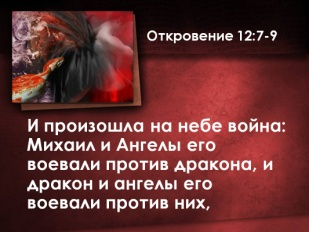 Откровение 12:7-9
И произошла на небе война:
Михаил и Ангелы его
воевали против дракона, и
дракон и ангелы его
воевали против них,